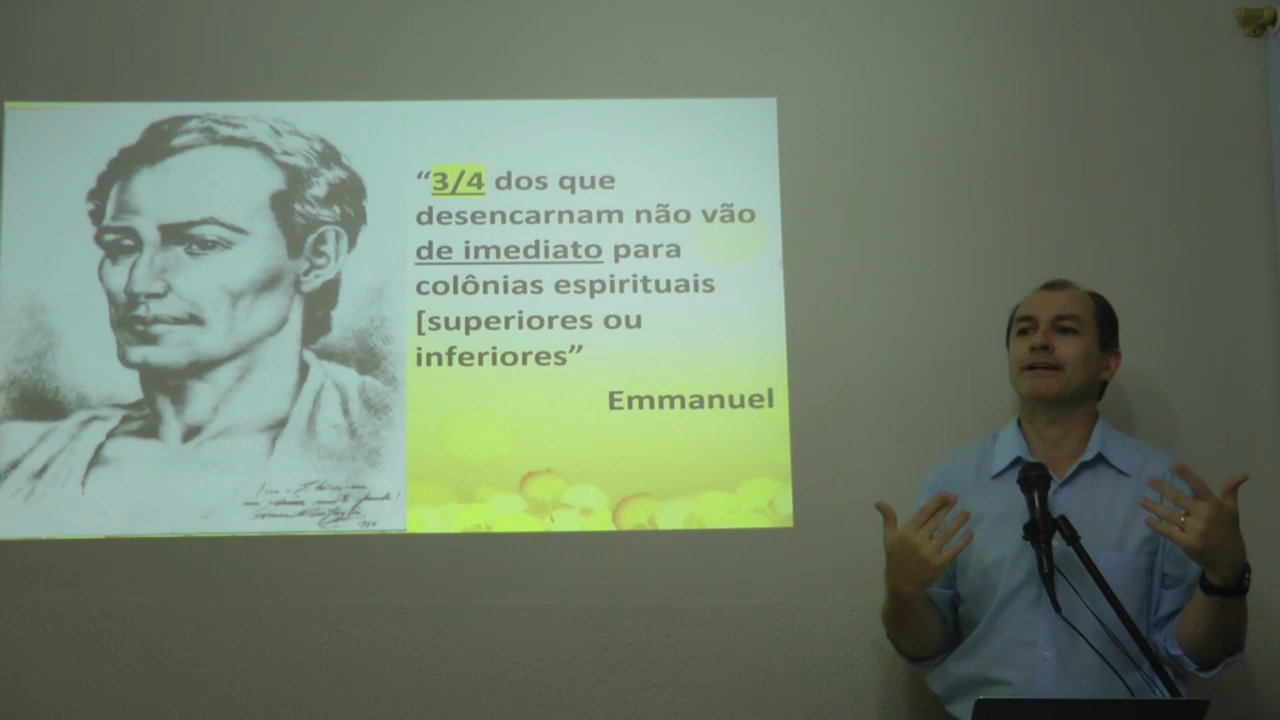 “3/4 dos que
desencarnam não vão
de imediato para
colônias espirituais
[superiores ou
inferiores”
Emmanuel